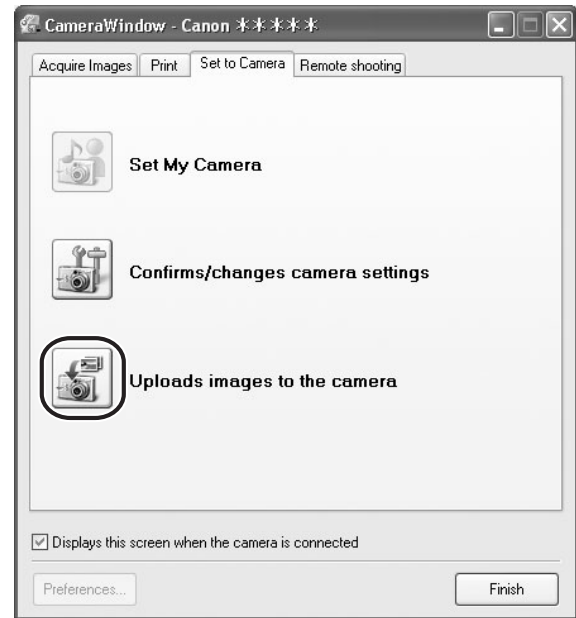 CameraWindow - Canon *****
Acquire Images Print Set to Camera Remote shooting
Set My Camera
Confirms/changes camera settings
Uploads images to the camera
Displays this screen when the camera is connected
Preferences... Finish